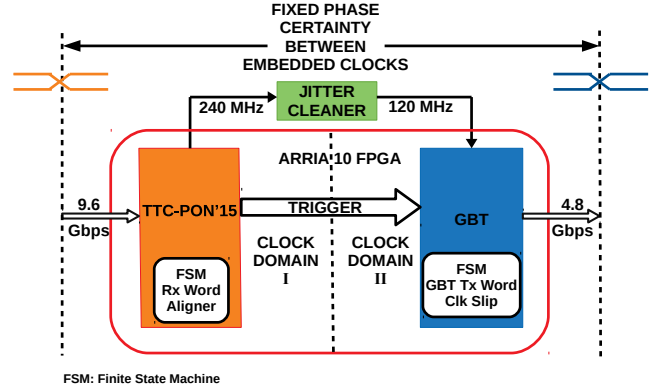 FIXED PHASE
CERTAINTY
BETWEEN
EMBEDDED CLOCKS
JITTER
CLEANER
240 MHz
120 MHz
ARRIA 10 FPGA
9.6
Gbps
TTC-PON'15
TRIGGER
GBT
4.8
Gbps
CLOCK
DOMAIN
I
CLOCK
DOMAIN
II
FSM
Rx Word
Aligner
FSM
GBT Tx Word
Clk Slip
FSM: Finite State Machine